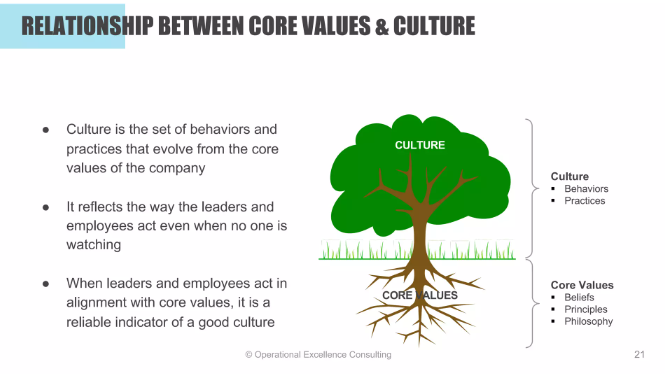 RELATIONSHIP BETWEEN CORE VALUES & CULTURE
● Culture is the set of behaviors and
practices that evolve from the core
values of the company
● It reflects the way the leaders and
employees act even when no one is
watching
● When leaders and employees act in
alignment with core values, it is a
reliable indicator of a good culture
CULTURE
CORE VALUES
Culture
▪ Behaviors
▪ Practices
Core Values
▪ Beliefs
▪ Principles
▪ Philosophy
© Operational Excellence Consulting
21